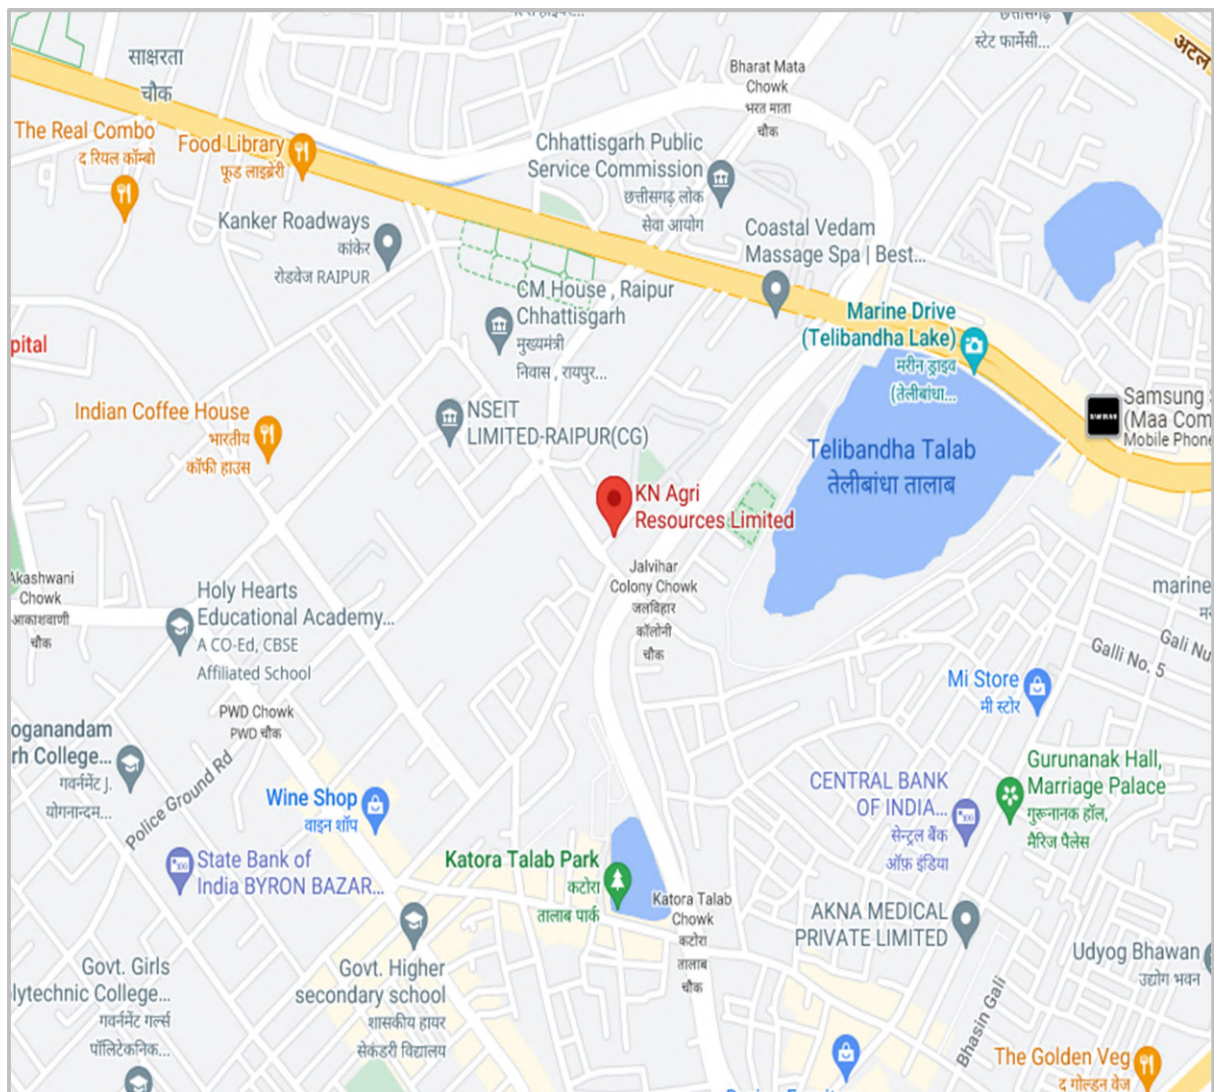 छत्तीसगढ़
स्टेट फार्मेसी...
अटल
साक्षरता
चौक
Bharat Mata
Chowk
भरत माता
चौक
The Real Combo
द रियल कॉम्बो
Food Library
फूड लाइब्रेरी
Chhattisgarh Public
Service Commission
छत्तीसगढ़ लोक
सेवा आयोग
Kanker Roadways
कांकेर
रोडवेज RAIPUR
Coastal Vedam
Massage Spa | Best...
CM House , Raipur
Chhattisgarh
मुख्यमंत्री
निवास , रायपुर...
Marine Drive
(Telibandha Lake)
मरीन ड्राइव
(तेलीबांधा...
pital
Indian Coffee House
भारतीय
कॉफी हाउस
NSEIT
LIMITED-RAIPUR(CG)
Samsung
(Maa Com
Mobile Phone
SAMSUNG
Telibandha Talab
तेलीबांधा तालाब
KN Agri
Resources Limited
Jalvihar
Colony Chowk
जलविहार
कॉलोनी
चौक
Akashwani
Chowk
आकाशवाणी
चौक
Holy Hearts
Educational Academy...
A CO-Ed, CBSE
Affiliated School
marine
Galli No. 5
Gali Nu
Mi Store
मी स्टोर
PWD Chowk
PWD चौक
oganandam
rh College...
गवर्नमेंट J.
योगनान्दम...
Police Ground Rd
Wine Shop
वाइन शॉप
Gurunanak Hall,
Marriage Palace
गुरूनानक हॉल,
मैरिज पैलेस
CENTRAL BANK
OF INDIA...
सेन्ट्रल बैंक
ऑफ़ इंडिया
State Bank of
India BYRON BAZAR...
Katora Talab Park
कटोरा
तालाब पार्क
Katora Talab
Chowk
कटोरा
तालाब
चौक
AKNA MEDICAL
PRIVATE LIMITED
Udyog Bhawan
उद्योग भवन
Govt. Girls
lytechnic College...
गवर्नमेंट गर्ल्स
पॉलिटेकनिक...
Govt. Higher
secondary school
शासकीय हायर
सेकंडरी विद्यालय
Bhasin Gali
The Golden Veg
द गोल्डन वेज